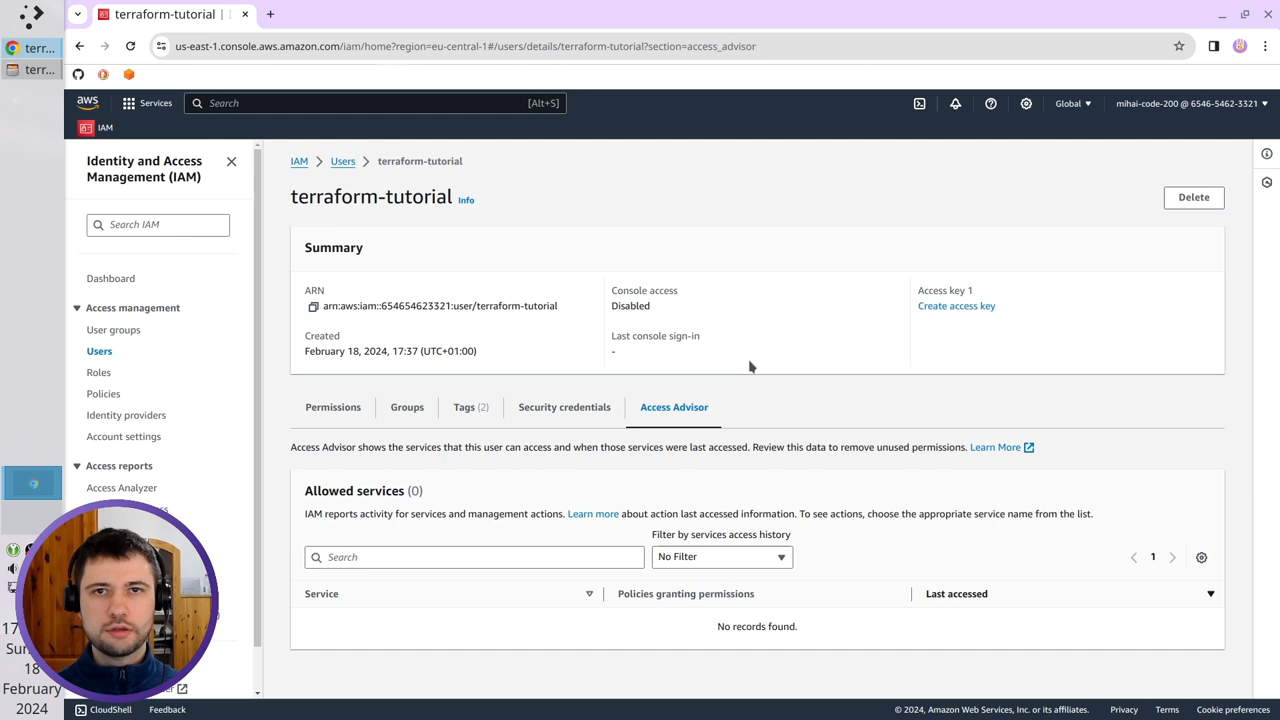 terraform-tutorial |
terr...
us-east-1.console.aws.amazon.com/iam/home?region=eu-central-1#/users/details/terraform-tutorial?section=access_advisor
terr...
aws
Services
Search
[Alt+S]
Global
mihai-code-200 @ 6546-5462-3321
IAM
Identity and Access
Management (IAM)
Search IAM
Dashboard
Access management
User groups
Users
Roles
Policies
Identity providers
Account settings
Access reports
Access Analyzer
IAM > Users > terraform-tutorial
terraform-tutorial Info
Delete
Summary
ARN
arn:aws:iam::654654623321:user/terraform-tutorial
Console access
Disabled
Access key 1
Create access key
Created
February 18, 2024, 17:37 (UTC+01:00)
Last console sign-in
-
Permissions
Groups
Tags (2)
Security credentials
Access Advisor
Access Advisor shows the services that this user can access and when those services were last accessed. Review this data to remove unused permissions. Learn More
Allowed services (0)
IAM reports activity for services and management actions. Learn more about action last accessed information. To see actions, choose the appropriate service name from the list.
Filter by services access history
Search
No Filter
1
Service
Policies granting permissions
Last accessed
No records found.
18
February
2024
CloudShell
Feedback
© 2024, Amazon Web Services, Inc. or its affiliates.
Privacy
Terms
Cookie preferences